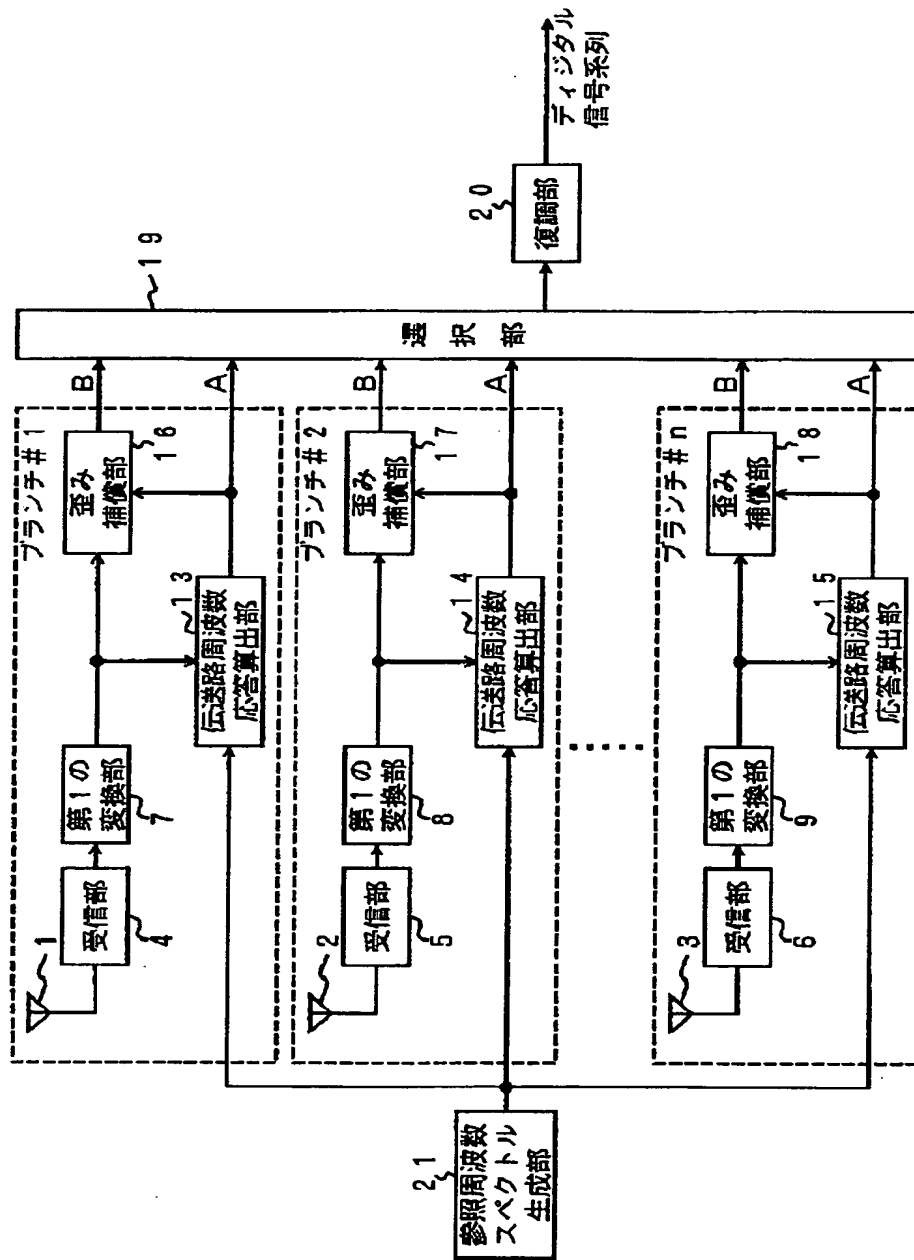 ブランチ#1
1
受信部
4
第1の
変換部
7
歪み
補償部
16
B
伝送路周波数
応答算出部
13
A
ブランチ#2
2
受信部
5
第1の
変換部
8
歪み
補償部
17
B
伝送路周波数
応答算出部
14
A
ブランチ#n
3
受信部
6
第1の
変換部
9
歪み
補償部
18
B
伝送路周波数
応答算出部
15
A
21
参照周波数
スペクトル
生成部
19
選択部
20
復調部
ディジタル
信号系列